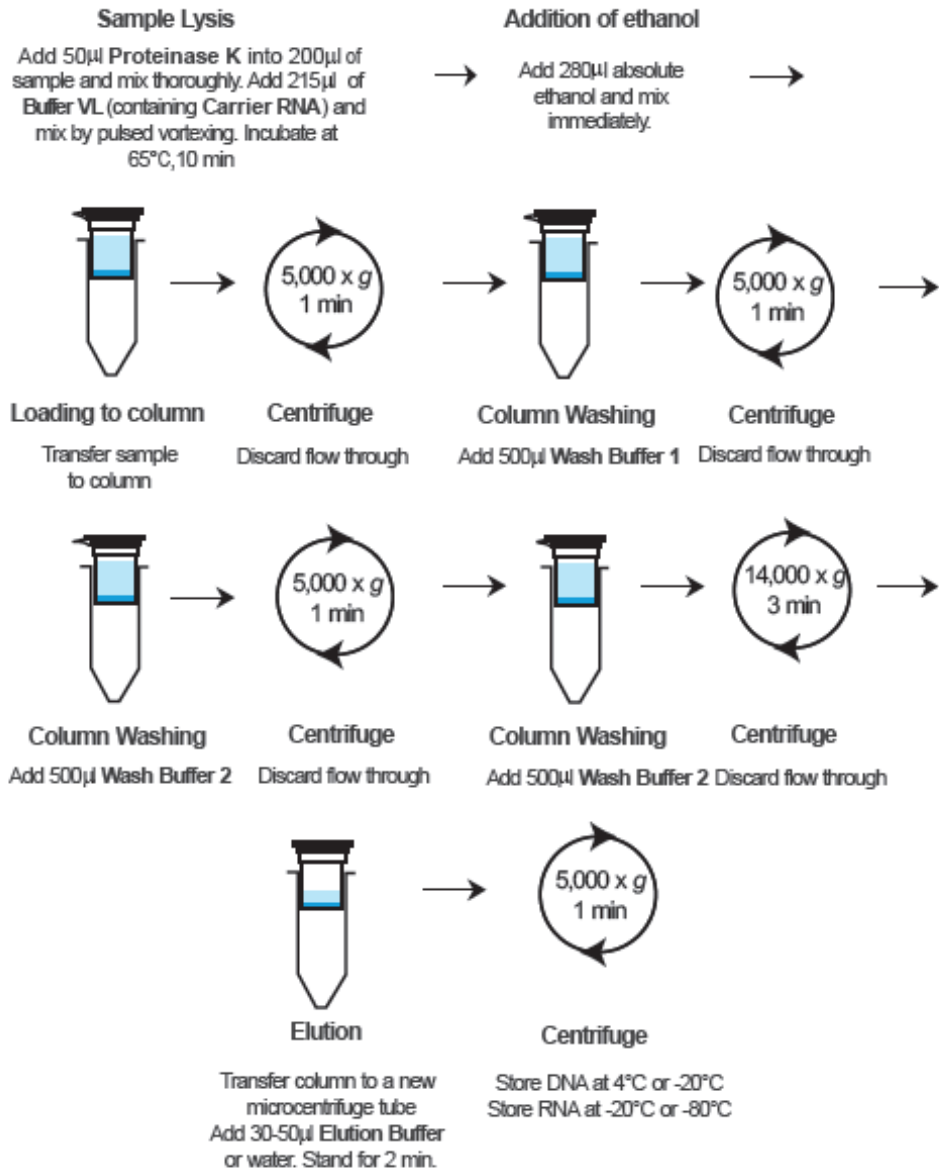 Sample Lysis
Add 50µl Proteinase K into 200µl of
sample and mix thoroughly. Add 215µl of
Buffer VL (containing Carrier RNA) and
mix by pulsed vortexing. Incubate at
65°C,10 min
Addition of ethanol
Add 280µl absolute
ethanol and mix
immediately.
5,000 x g
1 min
5,000 x g
1 min
Loading to column
Transfer sample
to column
Centrifuge
Discard flow through
Column Washing
Add 500µl Wash Buffer 1
Centrifuge
Discard flow through
5,000 x g
1 min
14,000 x g
3 min
Column Washing
Add 500µl Wash Buffer 2
Centrifuge
Discard flow through
Column Washing
Add 500µl Wash Buffer 2
Centrifuge
Discard flow through
5,000 x g
1 min
Elution
Transfer column to a new
microcentrifuge tube
Add 30-50µl Elution Buffer
or water. Stand for 2 min.
Centrifuge
Store DNA at 4°C or -20°C
Store RNA at -20°C or -80°C